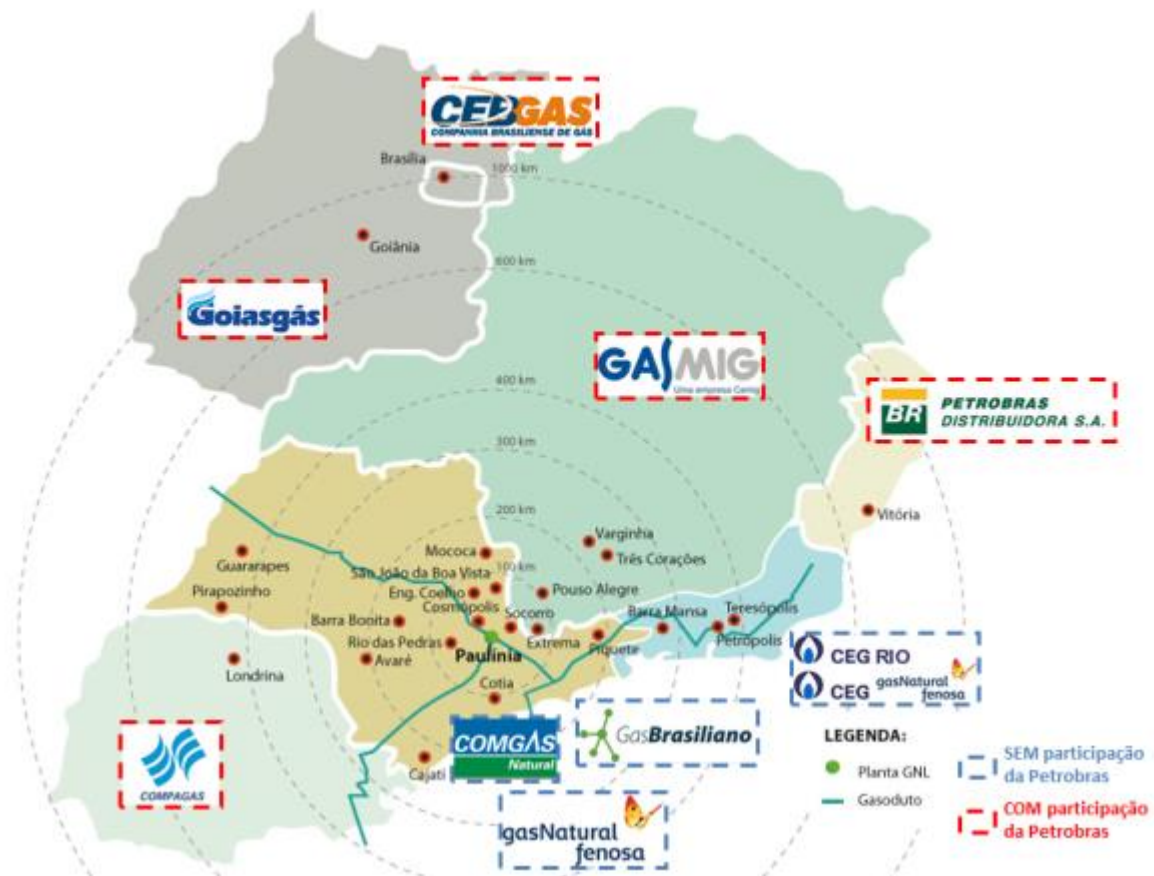 CEBGAS
COMPANHIA BRASILIENSE DE GÁS
Brasília
1000 km
Goiânia
600 km
Goiasgás
GASMIG
Uma empresa Cemig
400 km
BR
PETROBRAS
DISTRIBUIDORA S.A.
300 km
200 km
Vitória
Varginha
Mococa
Três Corações
Guararapes
100 km
São João da Boa Vista
Pirapozinho
Eng. Coelho
Pouso Alegre
Cosmópolis
Socorro
Barra Mansa
Teresópolis
Barra Bonita
Rio das Pedras
Extrema
Petrópolis
Piquete
Paulínia
Avaré
Londrina
CEG RIO
CEG
gasNatural
fenosa
Cotia
COMGÁS
Natural
GasBrasiliano
LEGENDA:
SEM participação
da Petrobras
Planta GNL
Cajati
COMPAGAS
Gasoduto
COM participação
da Petrobras
gasNatural
fenosa